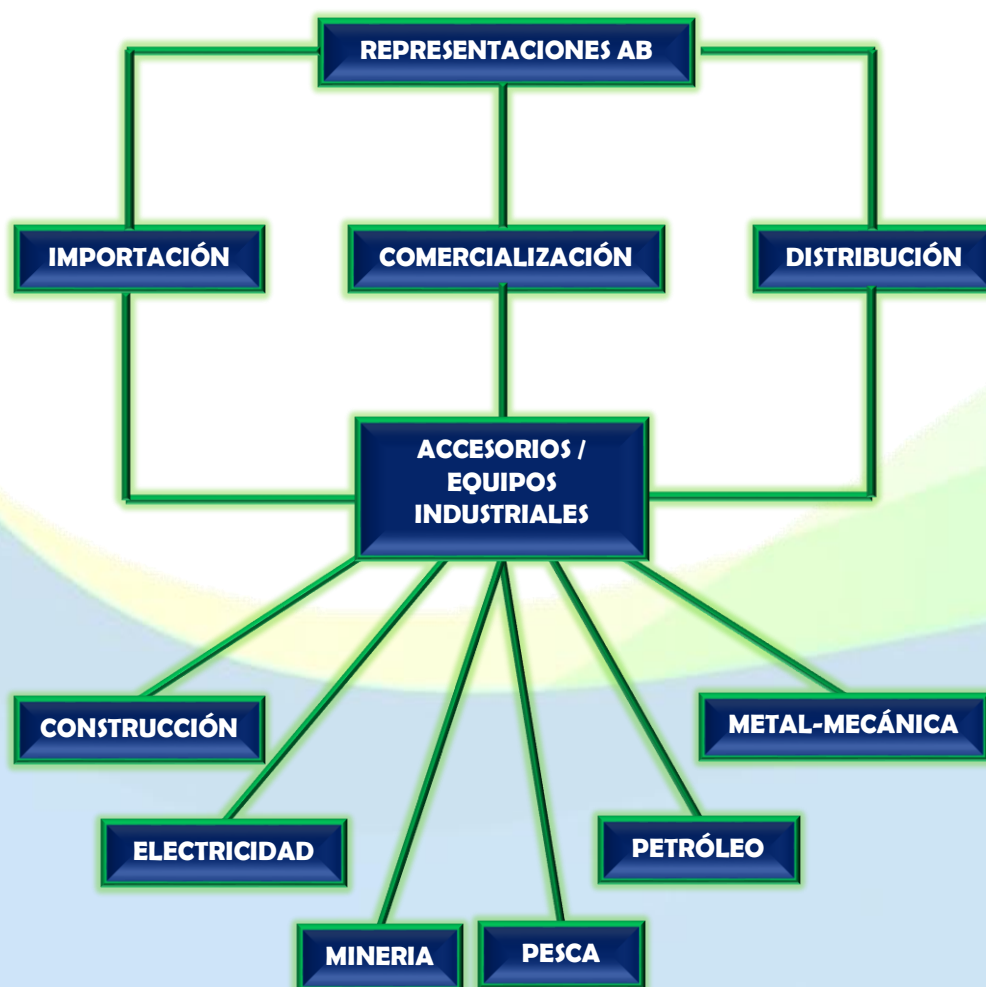 REPRESENTACIONES AB
IMPORTACIÓN
COMERCIALIZACIÓN
DISTRIBUCIÓN
ACCESORIOS /
EQUIPOS
INDUSTRIALES
CONSTRUCCIÓN
METAL-MECÁNICA
ELECTRICIDAD
PETRÓLEO
MINERIA
PESCA